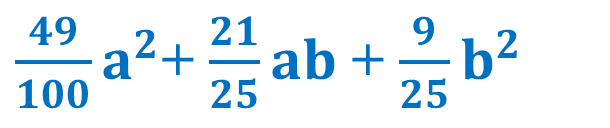 49/100 a² + 21/25 ab + 9/25 b²